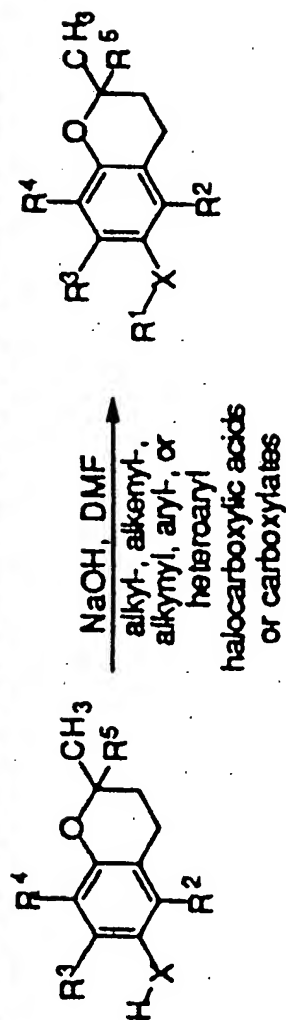 R⁴
R³
O
CH₃
R⁵
H
X
R²
NaOH, DMF
alkyl-, alkenyl-,
alkynyl, aryl-, or
heteroaryl
halocarboxylic acids
or carboxylates
R⁴
R³
O
CH₃
R⁵
R¹
X
R²